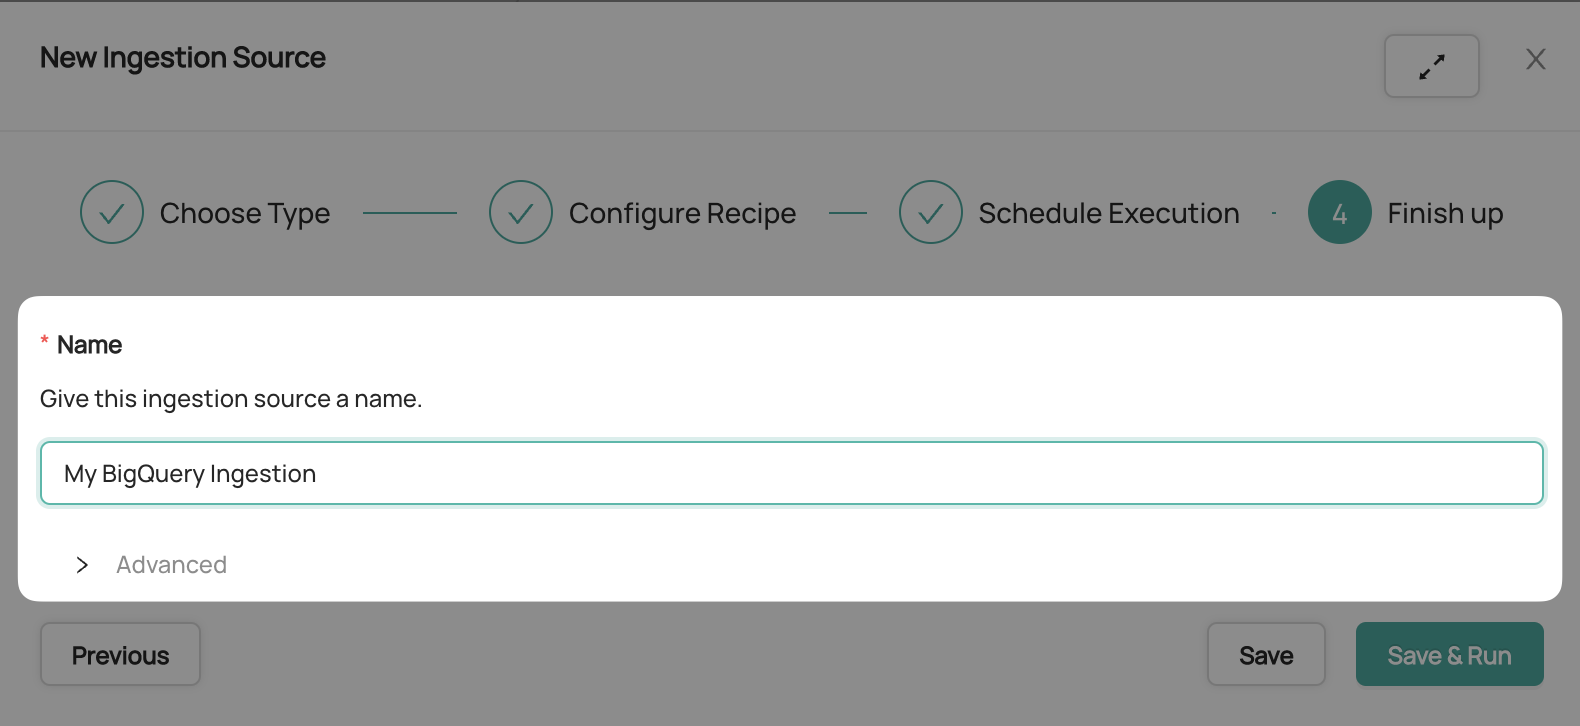 New Ingestion Source
Choose Type
Configure Recipe
Schedule Execution
4 Finish up
* Name
Give this ingestion source a name.
My BigQuery Ingestion
Advanced
Previous
Save
Save & Run